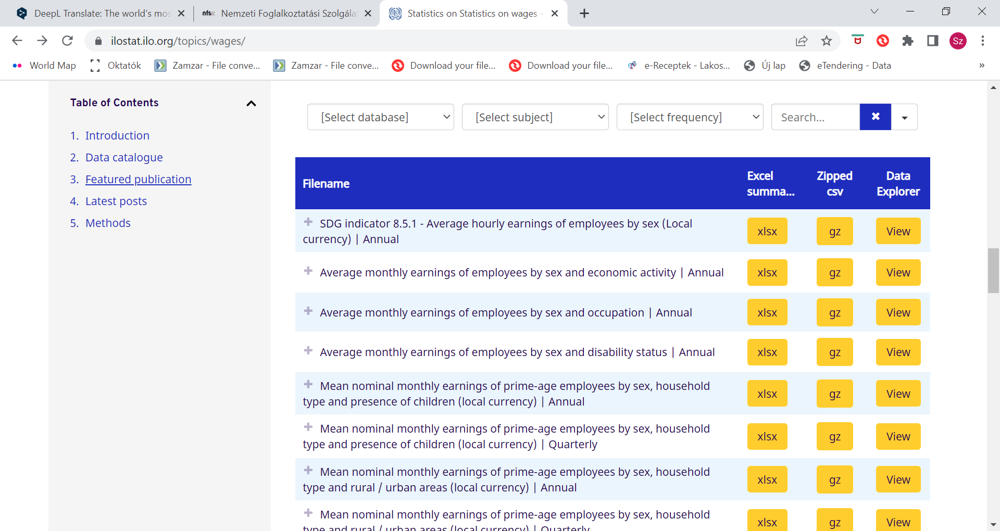 DeepL Translate: The world's mos
nfsz Nemzeti Foglalkoztatási Szolgálat
Statistics on Statistics on wages -
ilostat.ilo.org/topics/wages/
Sz
World Map
Oktatók
Zamzar - File conve...
Zamzar - File conve...
Download your file...
Download your file...
e-Receptek - Lakos...
Új lap
eTendering - Data
»
Table of Contents
1. Introduction
2. Data catalogue
3. Featured publication
4. Latest posts
5. Methods
[Select database]
[Select subject]
[Select frequency]
Search...
Filename
Excel
summa...
Zipped
csv
Data
Explorer
SDG indicator 8.5.1 - Average hourly earnings of employees by sex (Local
currency) | Annual
xlsx gz View
Average monthly earnings of employees by sex and economic activity | Annual
xlsx gz View
Average monthly earnings of employees by sex and occupation | Annual
xlsx gz View
Average monthly earnings of employees by sex and disability status | Annual
xlsx gz View
Mean nominal monthly earnings of prime-age employees by sex, household
type and presence of children (local currency) | Annual
xlsx gz View
Mean nominal monthly earnings of prime-age employees by sex, household
type and presence of children (local currency) | Quarterly
xlsx gz View
Mean nominal monthly earnings of prime-age employees by sex, household
type and rural / urban areas (local currency) | Annual
xlsx gz View
Mean nominal monthly earnings of prime-age employees by sex, household
type and rural / urban areas (local currency) | Quarterly
xlsx gz View